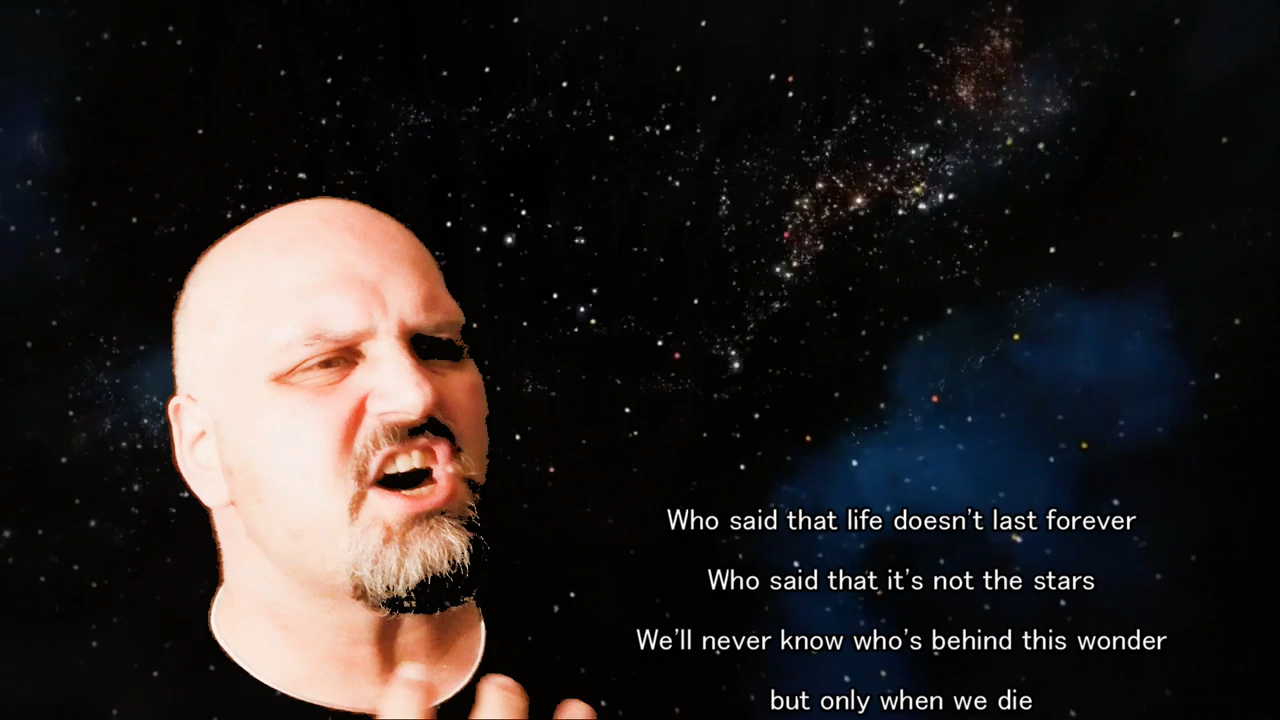 Who said that life doesn't last forever
Who said that it's not the stars
We'll never know who's behind this wonder
but only when we die